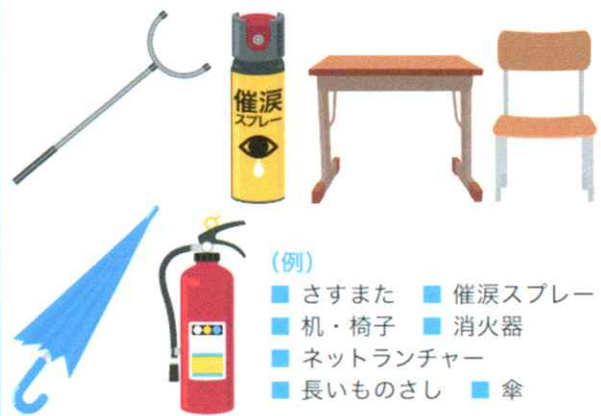 催涙
スプレー
(例)
■ さすまた ■ 催涙スプレー
■ 机・椅子 ■ 消火器
■ ネットランチャー
■ 長いものさし ■ 傘